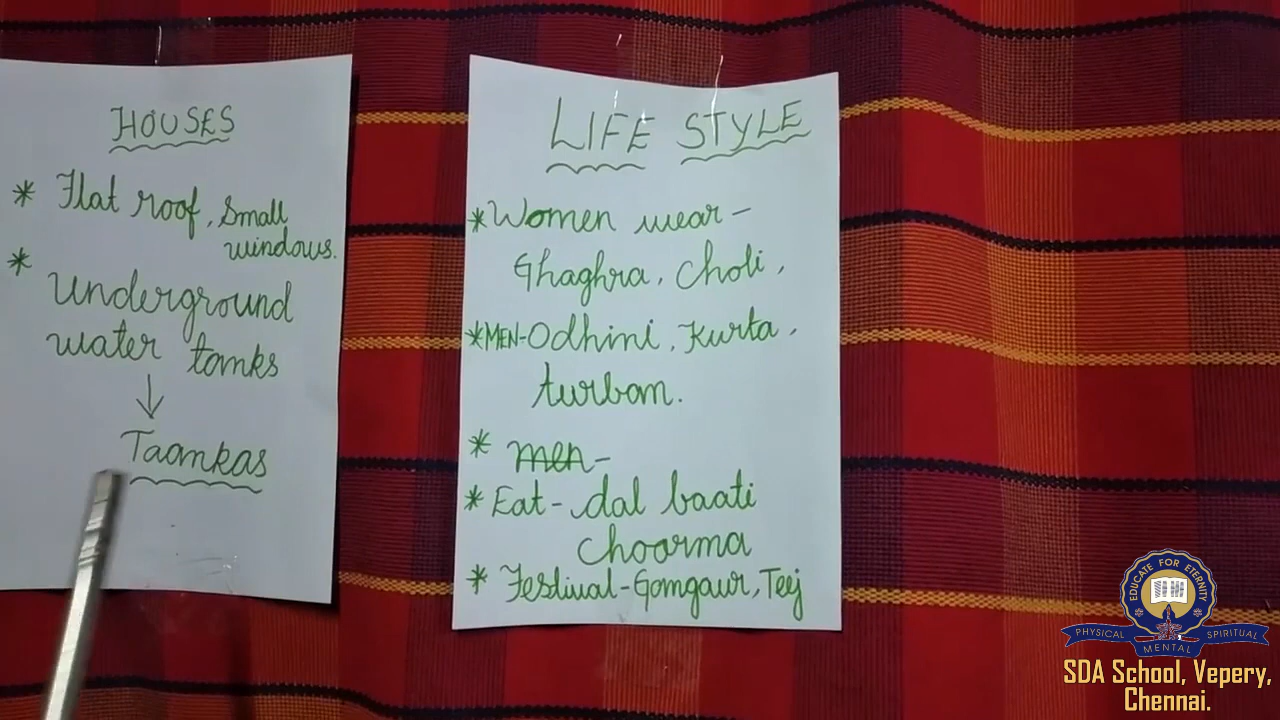 HOUSES
* Flat roof, Small
windows.
* Underground
water tanks
↓
Taankas
LIFE STYLE
* Women wear -
Ghaghra, Choli,
* MEN-Odhini, Kurta,
turban.
* men-
* Eat - dal baati
choorma
* Festival - Gomgaur, Teej
EDUCATE FOR ETERNITY
PHYSICAL MENTAL SPIRITUAL
SDA School, Vepery,
Chennai.